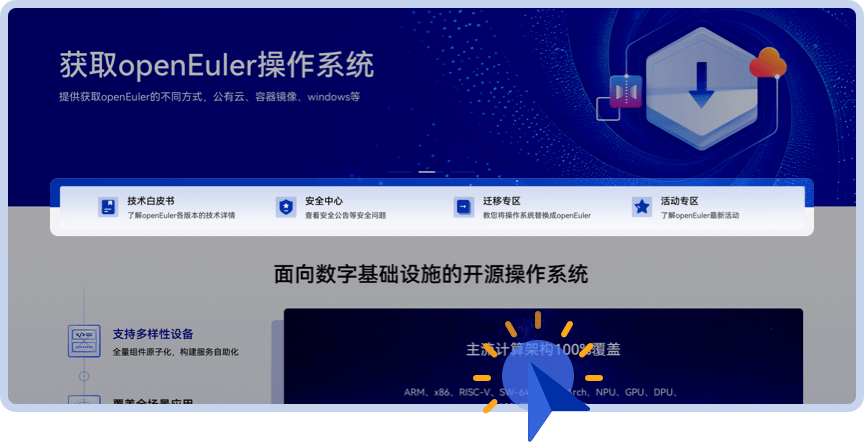 获取openEuler操作系统
提供获取openEuler的不同方式，公有云、容器镜像、windows等
技术白皮书
了解openEuler各版本的技术详情
安全中心
查看安全公告等安全问题
迁移专区
教您将操作系统替换成openEuler
活动专区
了解openEuler最新活动
面向数字基础设施的开源操作系统
支持多样性设备
全量组件原子化、构建服务自动化
主流计算架构100%覆盖
ARM、x86、RISC-V、SW-64、 NPU、GPU、DPU、
覆盖全场景应用